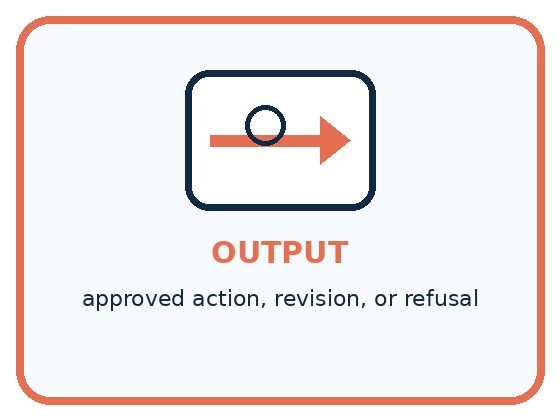 OUTPUT
approved action, revision, or refusal